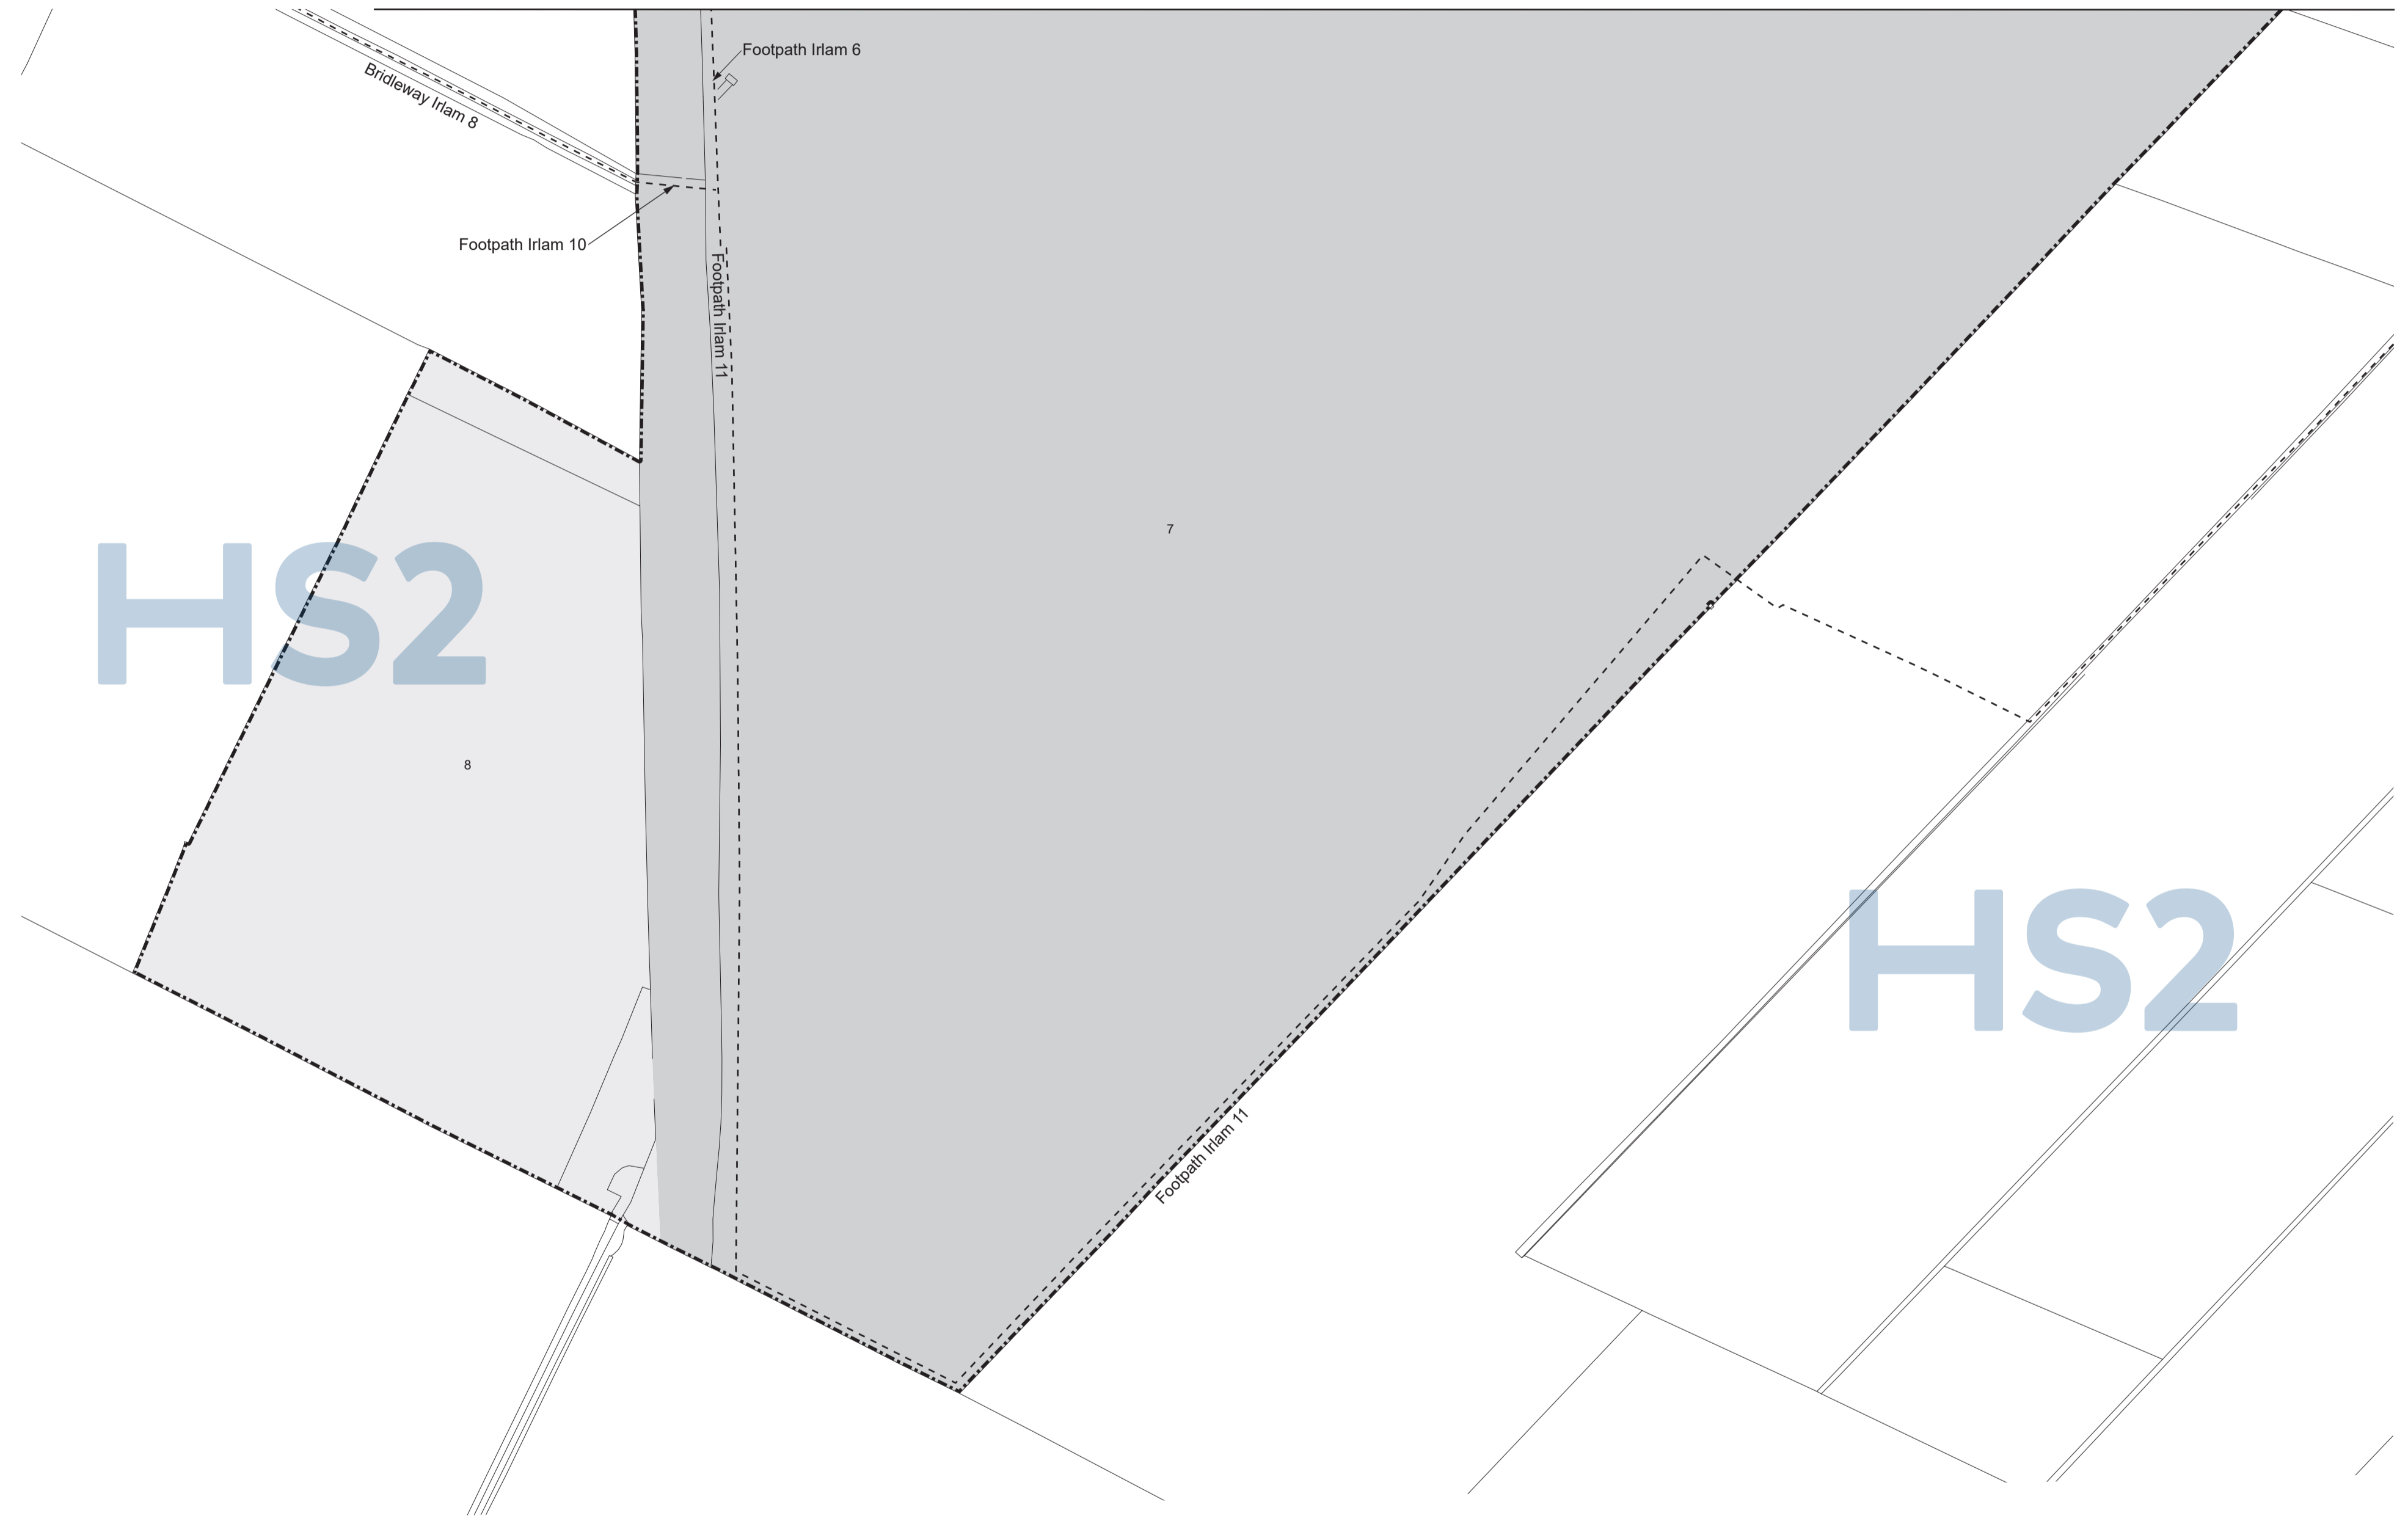 Footpath Irlam 6
Bridleway Irlam 8
Footpath Irlam 10
Footpath Irlam 11
7
HS2
8
HS2
Footpath Irlam 11